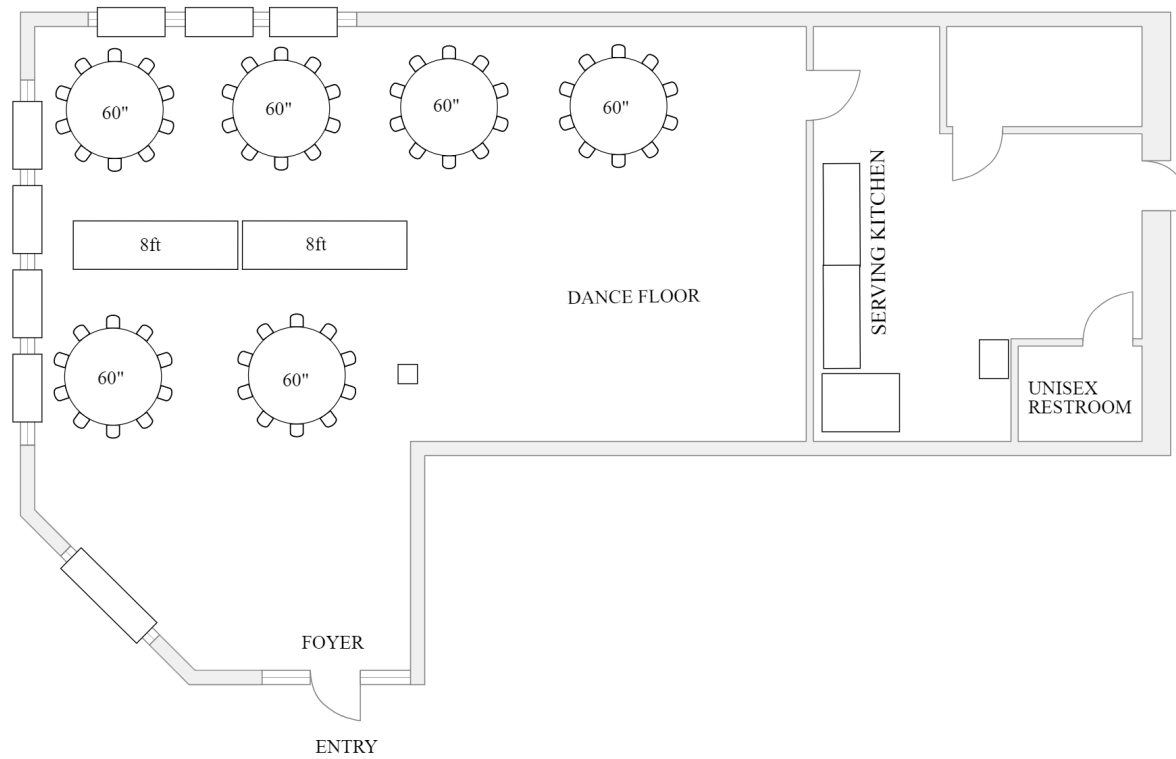 60"
60"
60"
60"
8ft
8ft
SERVING KITCHEN
DANCE FLOOR
60"
60"
UNISEX
RESTROOM
FOYER
ENTRY